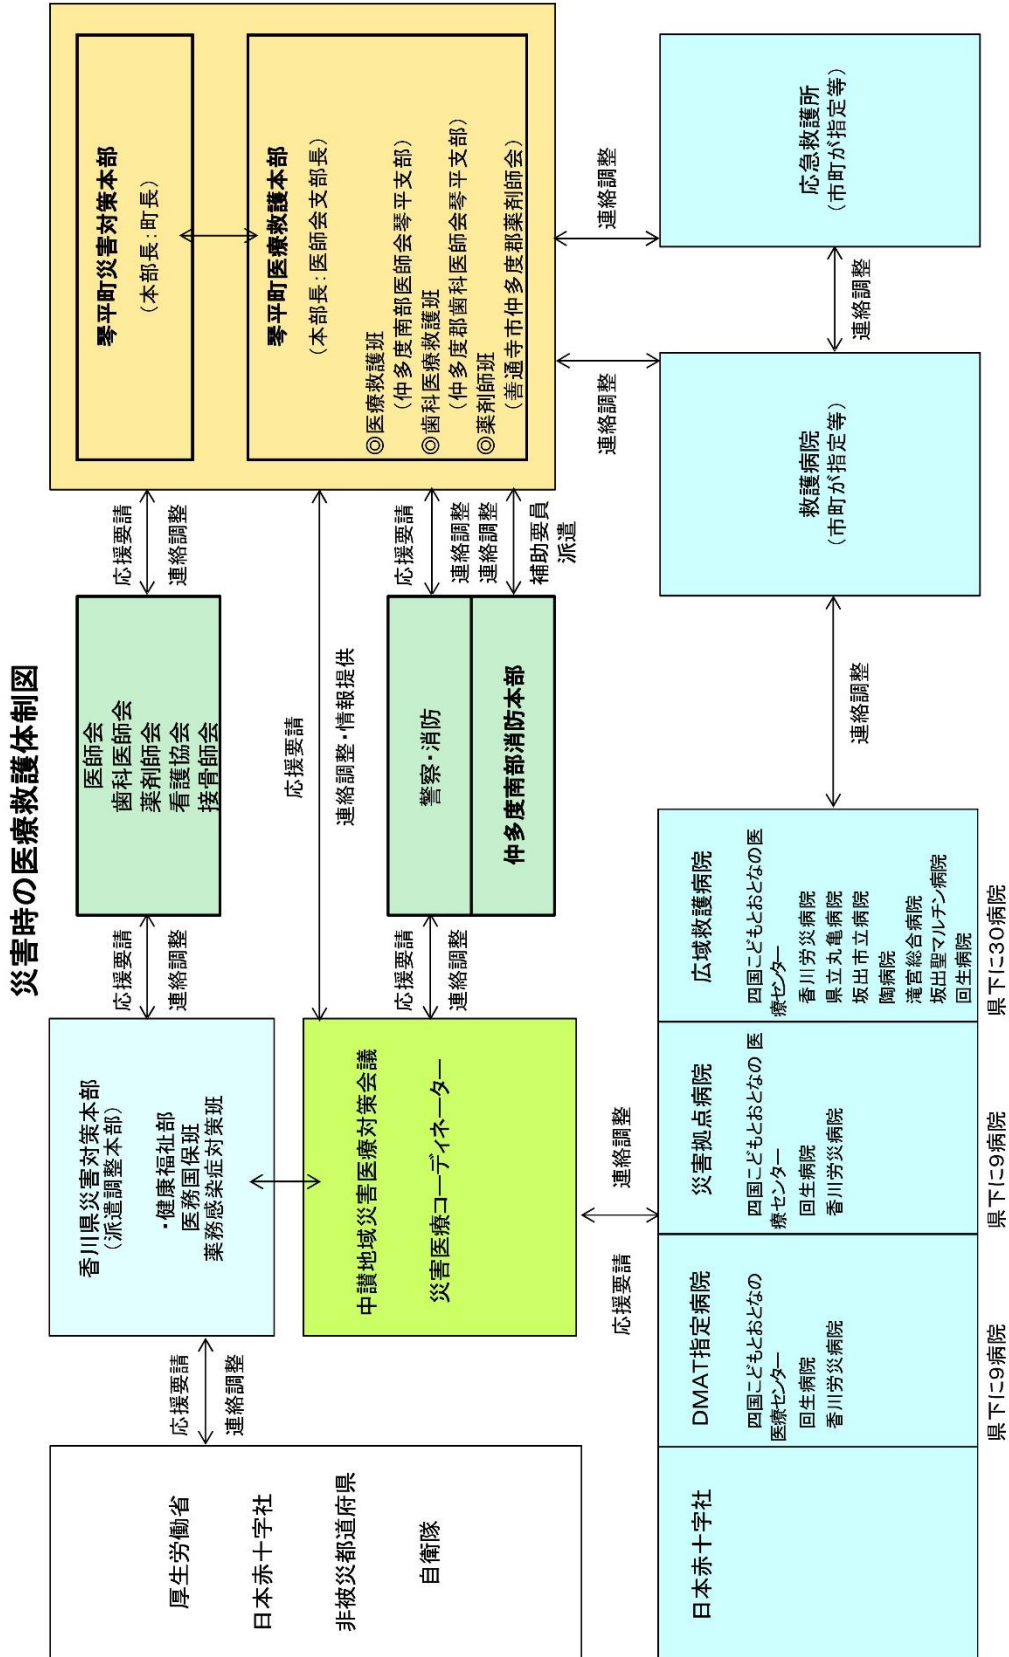 災害時の医療救護体制図
厚生労働省
日本赤十字社
非被災都道府県
自衛隊
応援要請
連絡調整
香川県災害対策本部
（派遣調整本部）
・健康福祉部
医務国保班
薬務感染症対策班
中讃地域災害医療対策会議
災害医療コーディネーター
応援要請
連絡調整
医師会
歯科医師会
薬剤師会
看護協会
接骨師会
応援要請
連絡調整
応援要請
連絡調整・情報提供
応援要請
連絡調整
警察・消防
仲多度南部消防本部
応援要請
連絡調整
連絡調整
補助要員
派遣
琴平町災害対策本部
（本部長：町長）
琴平町医療救護本部
（本部長：医師会支部長）
◎医療救護班
（仲多度南部医師会琴平支部）
◎歯科医療救護班
（仲多度郡歯科医師会琴平支部）
◎薬剤師班
（善通寺市仲多度郡薬剤師会）
応援要請
連絡調整
連絡調整
連絡調整
日本赤十字社
DMAT指定病院
四国こどもとおとなの
医療センター
回生病院
香川労災病院
県下に9病院
災害拠点病院
四国こどもとおとなの 医
療センター
回生病院
香川労災病院
県下に9病院
広域救護病院
四国こどもとおとなの医
療センター
香川労災病院
県立丸亀病院
坂出市立病院
陶病院
滝宮総合病院
坂出聖マルチン病院
回生病院
県下に30病院
連絡調整
救護病院
（市町が指定等）
連絡調整
応急救護所
（市町が指定等）